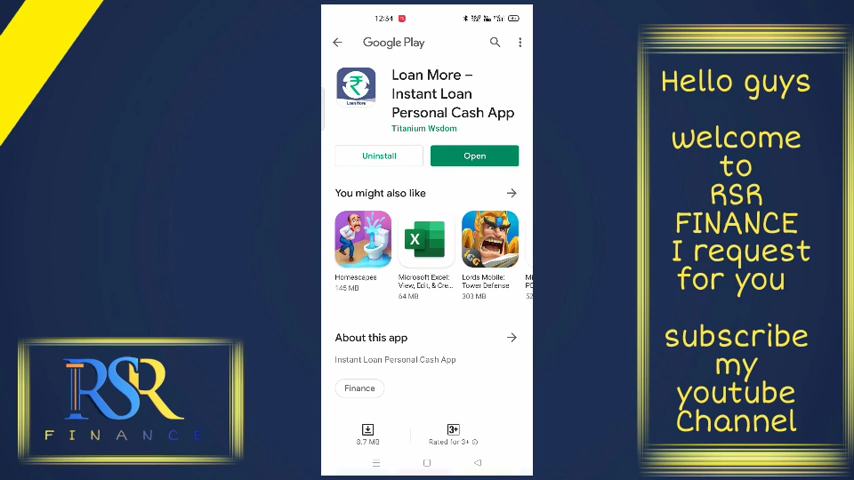 12:54
Google Play
Loan More –
Instant Loan
Personal Cash App
Titanium Wsdom
Loan More
Uninstall
Open
You might also like
Homescapes
145 MB
Microsoft Excel:
View, Edit, & Cre...
64 MB
Lords Mobile:
Tower Defense
303 MB
About this app
Instant Loan Personal Cash App
Finance
8.7 MB
Rated for 3+
3+
RSR
FINANCE
Hello guys
welcome
to
RSR
FINANCE
I request
for you
subscribe
my
youtube
Channel